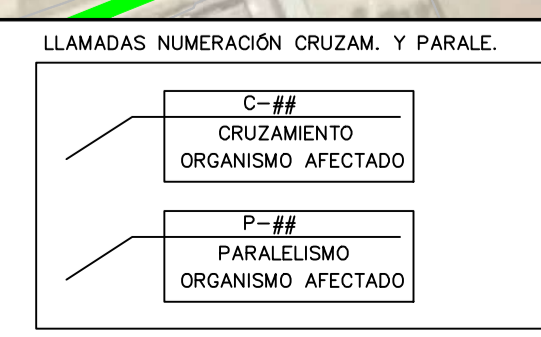 LLAMADAS NUMERACIÓN CRUZAM. Y PARALE.
C-##
CRUZAMIENTO
ORGANISMO AFECTADO
P-##
PARALELISMO
ORGANISMO AFECTADO